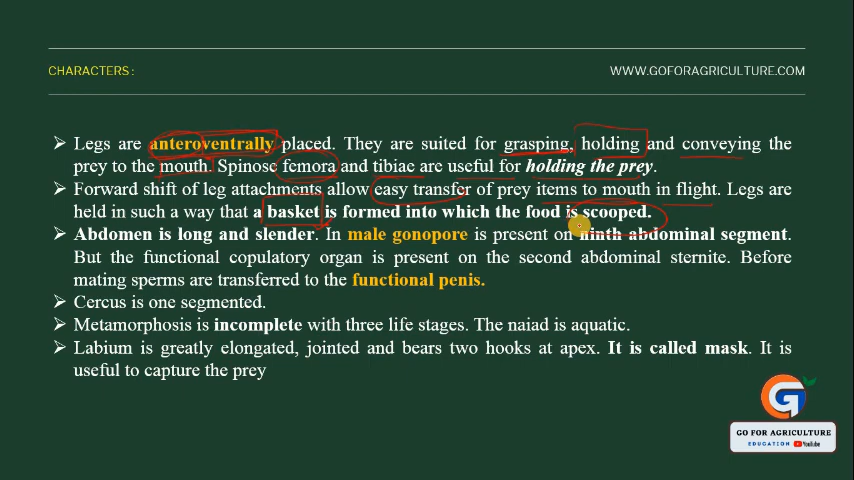 CHARACTERS :
WWW.GOFORAGRICULTURE.COM
➢ Legs are anteroventrally placed. They are suited for grasping, holding and conveying the
prey to the mouth. Spinose femora and tibiae are useful for holding the prey.
➢ Forward shift of leg attachments allow easy transfer of prey items to mouth in flight. Legs are
held in such a way that a basket is formed into which the food is scooped.
➢ Abdomen is long and slender. In male gonopore is present on ninth abdominal segment.
But the functional copulatory organ is present on the second abdominal sternite. Before
mating sperms are transferred to the functional penis.
➢ Cercus is one segmented.
➢ Metamorphosis is incomplete with three life stages. The naiad is aquatic.
➢ Labium is greatly elongated, jointed and bears two hooks at apex. It is called mask. It is
useful to capture the prey
G
GO FOR AGRICULTURE
EDUCATION YouTube